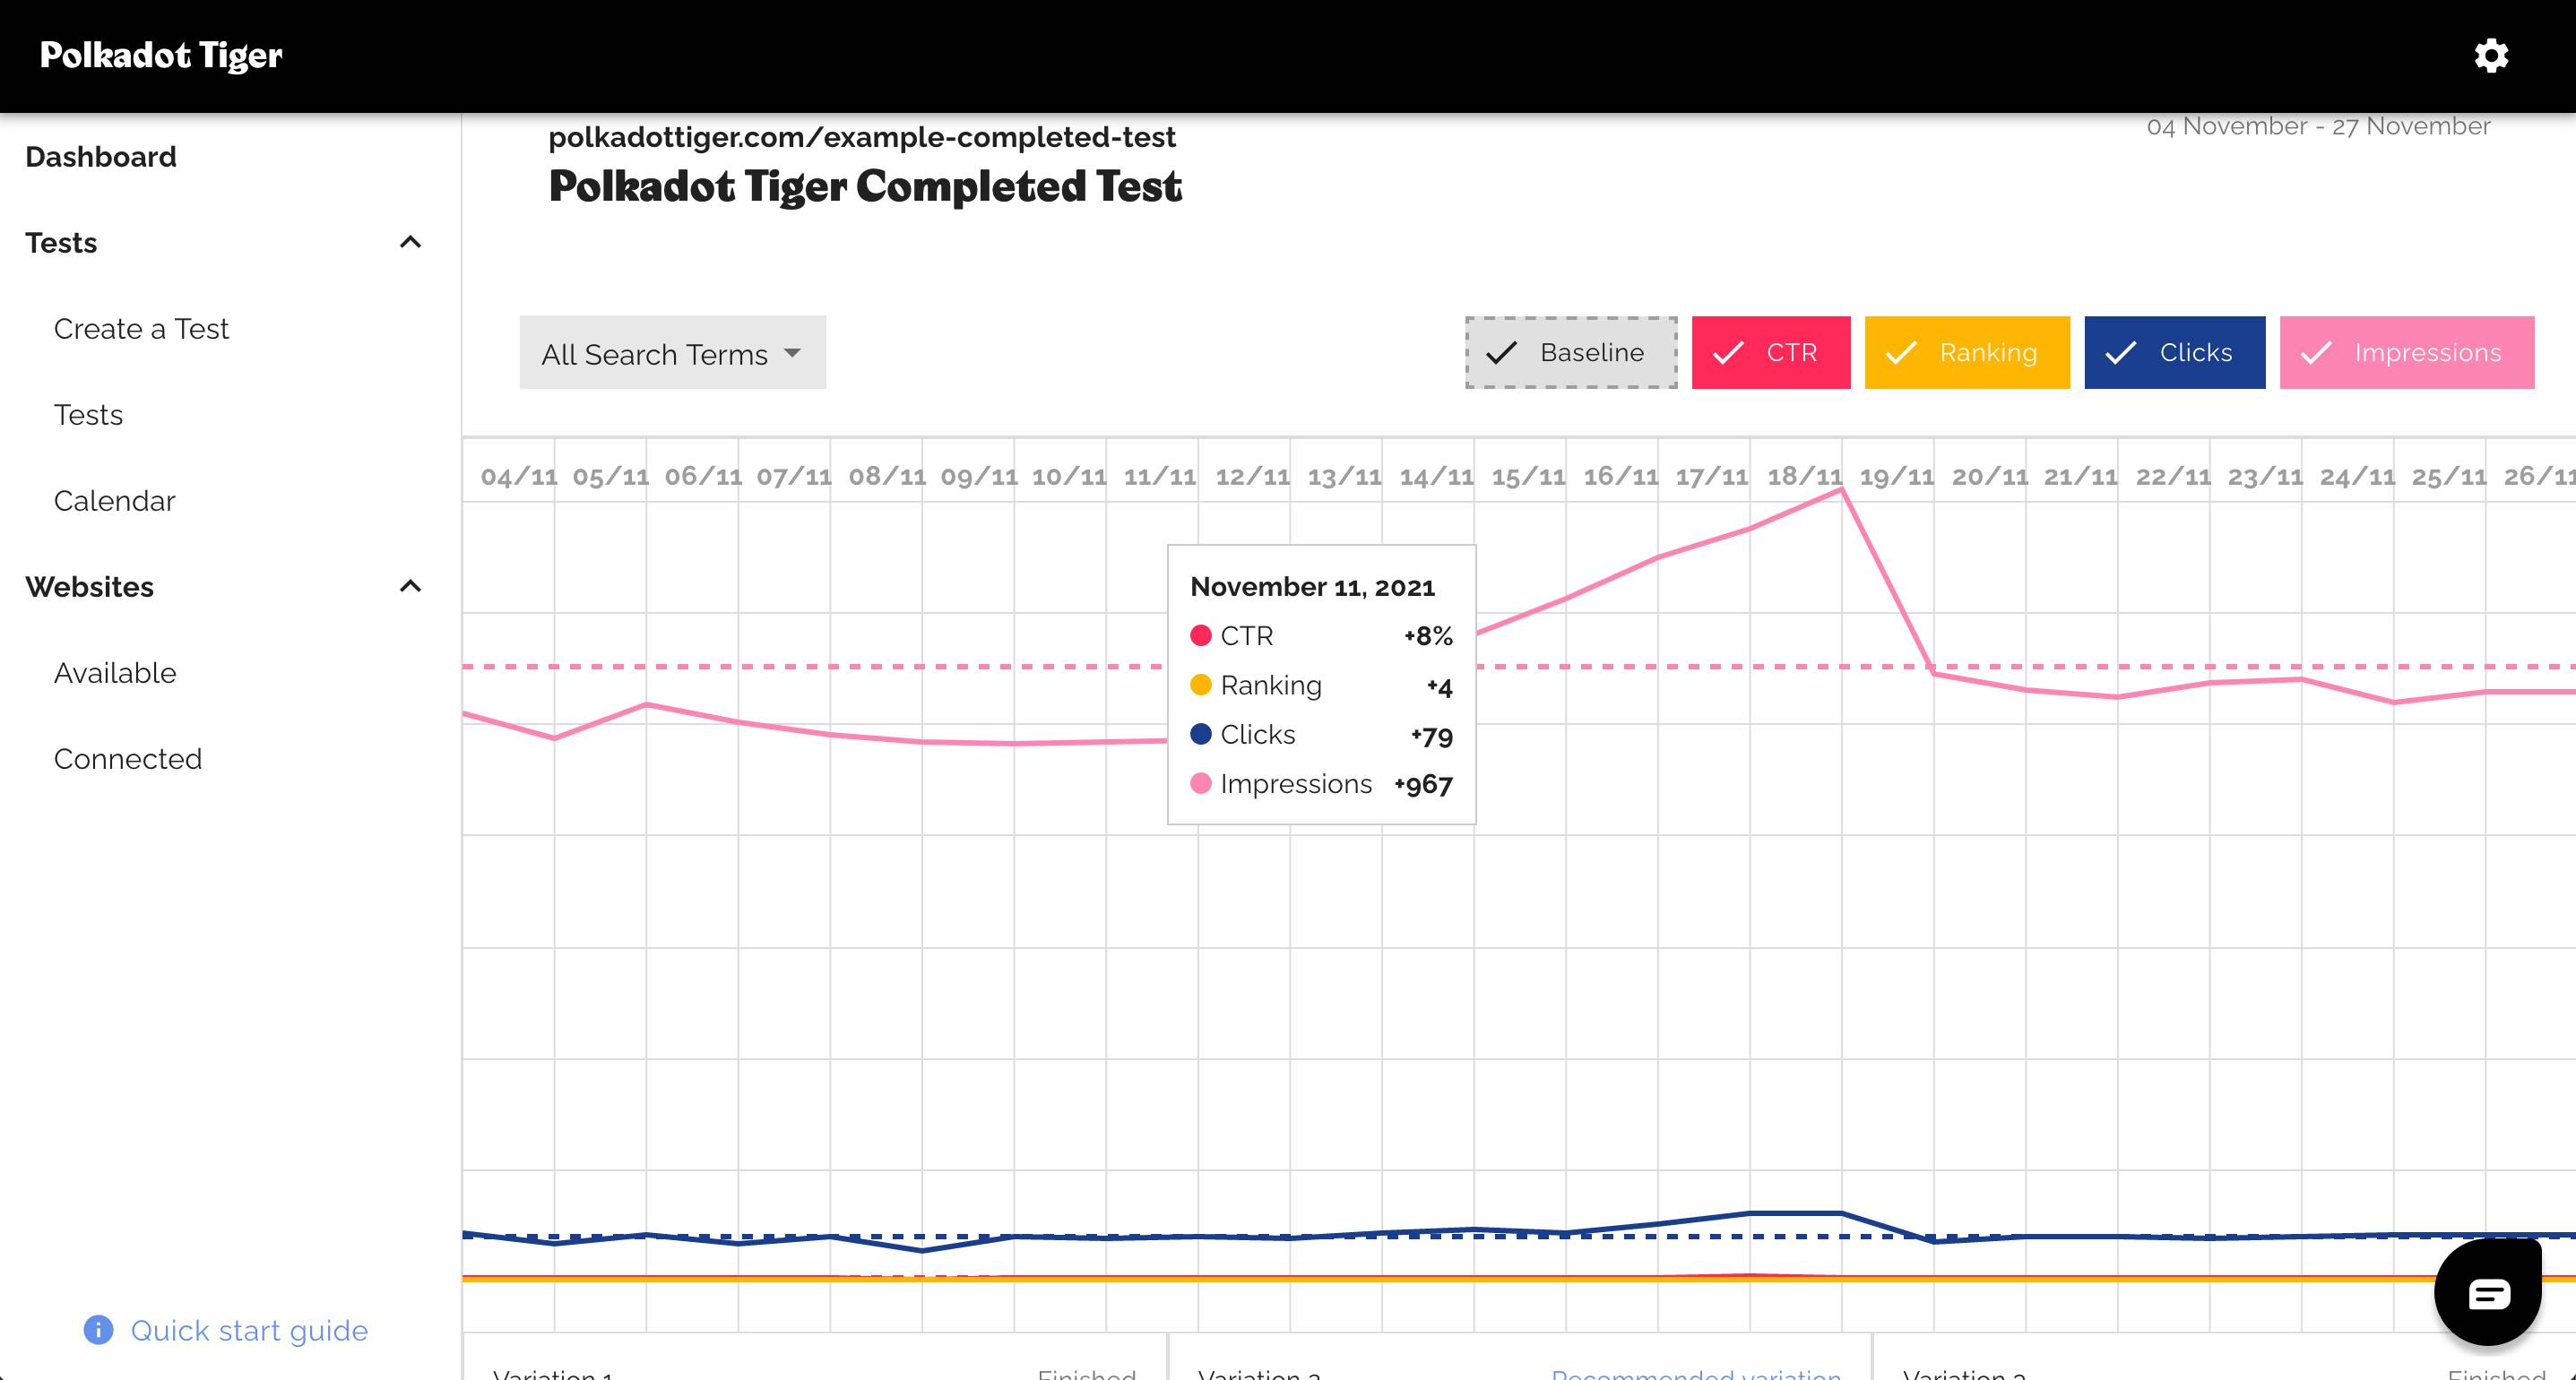 Polkadot Tiger
Dashboard
Tests
Create a Test
Tests
Calendar
Websites
Available
Connected
Quick start guide
polkadottiger.com/example-completed-test
04 November - 27 November
Polkadot Tiger Completed Test
All Search Terms
Baseline
CTR
Ranking
Clicks
Impressions
04/11 05/11 06/11 07/11 08/11 09/11 10/11 11/11 12/11 13/11 14/11 15/11 16/11 17/11 18/11 19/11 20/11 21/11 22/11 23/11 24/11 25/11 26/11
November 11, 2021
CTR +8%
Ranking +4
Clicks +79
Impressions +967
Variation 1 Finished
Variation 2 Recommended variation
Variation 3 Finished